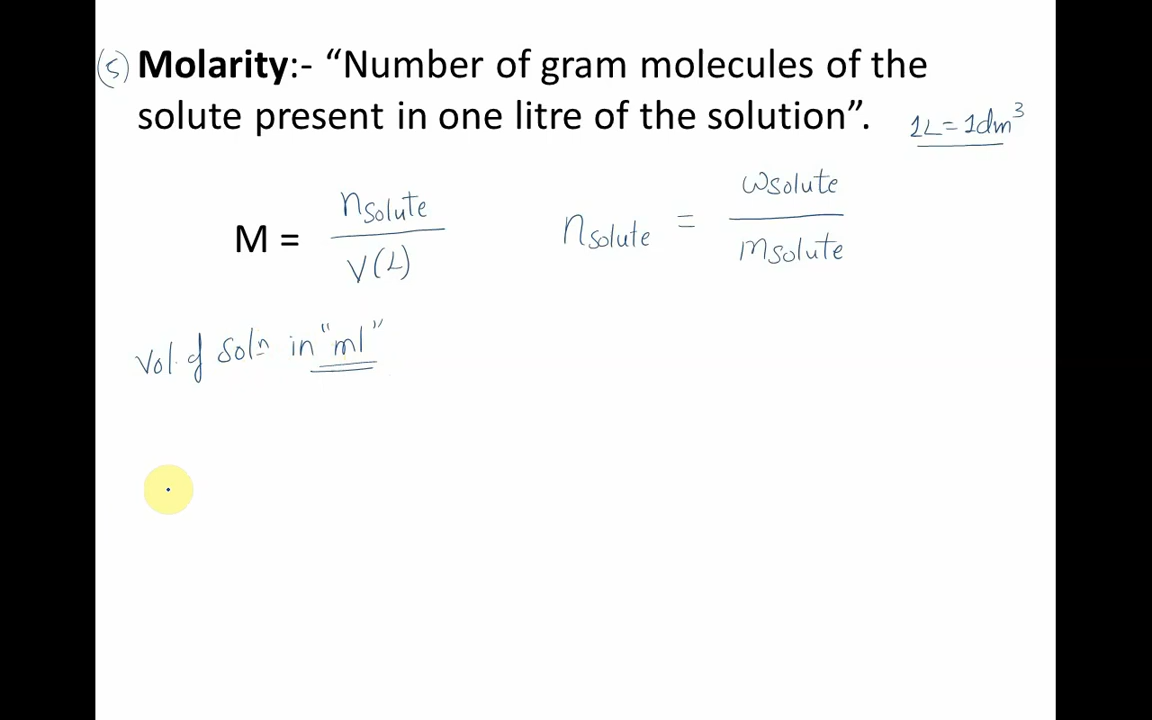 (5) Molarity:- “Number of gram molecules of the
solute present in one litre of the solution”.
1L = 1dm³
M = nsolute / V(L)
nsolute = wsolute / msolute
Vol. of Soln in "ml"